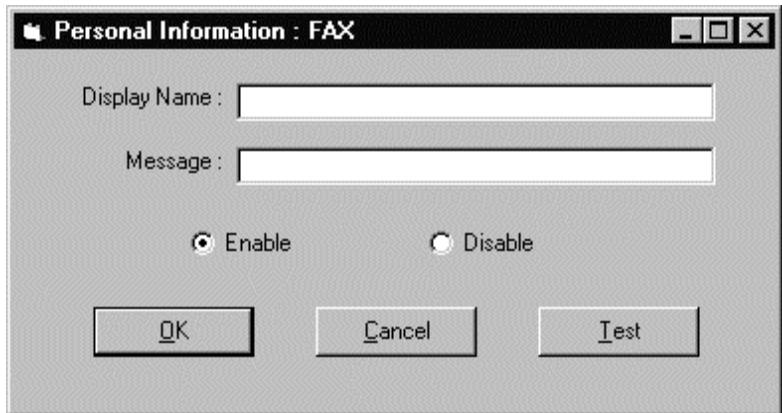 Personal Information : FAX
Display Name :
Message :
Enable Disable
OK Cancel Test